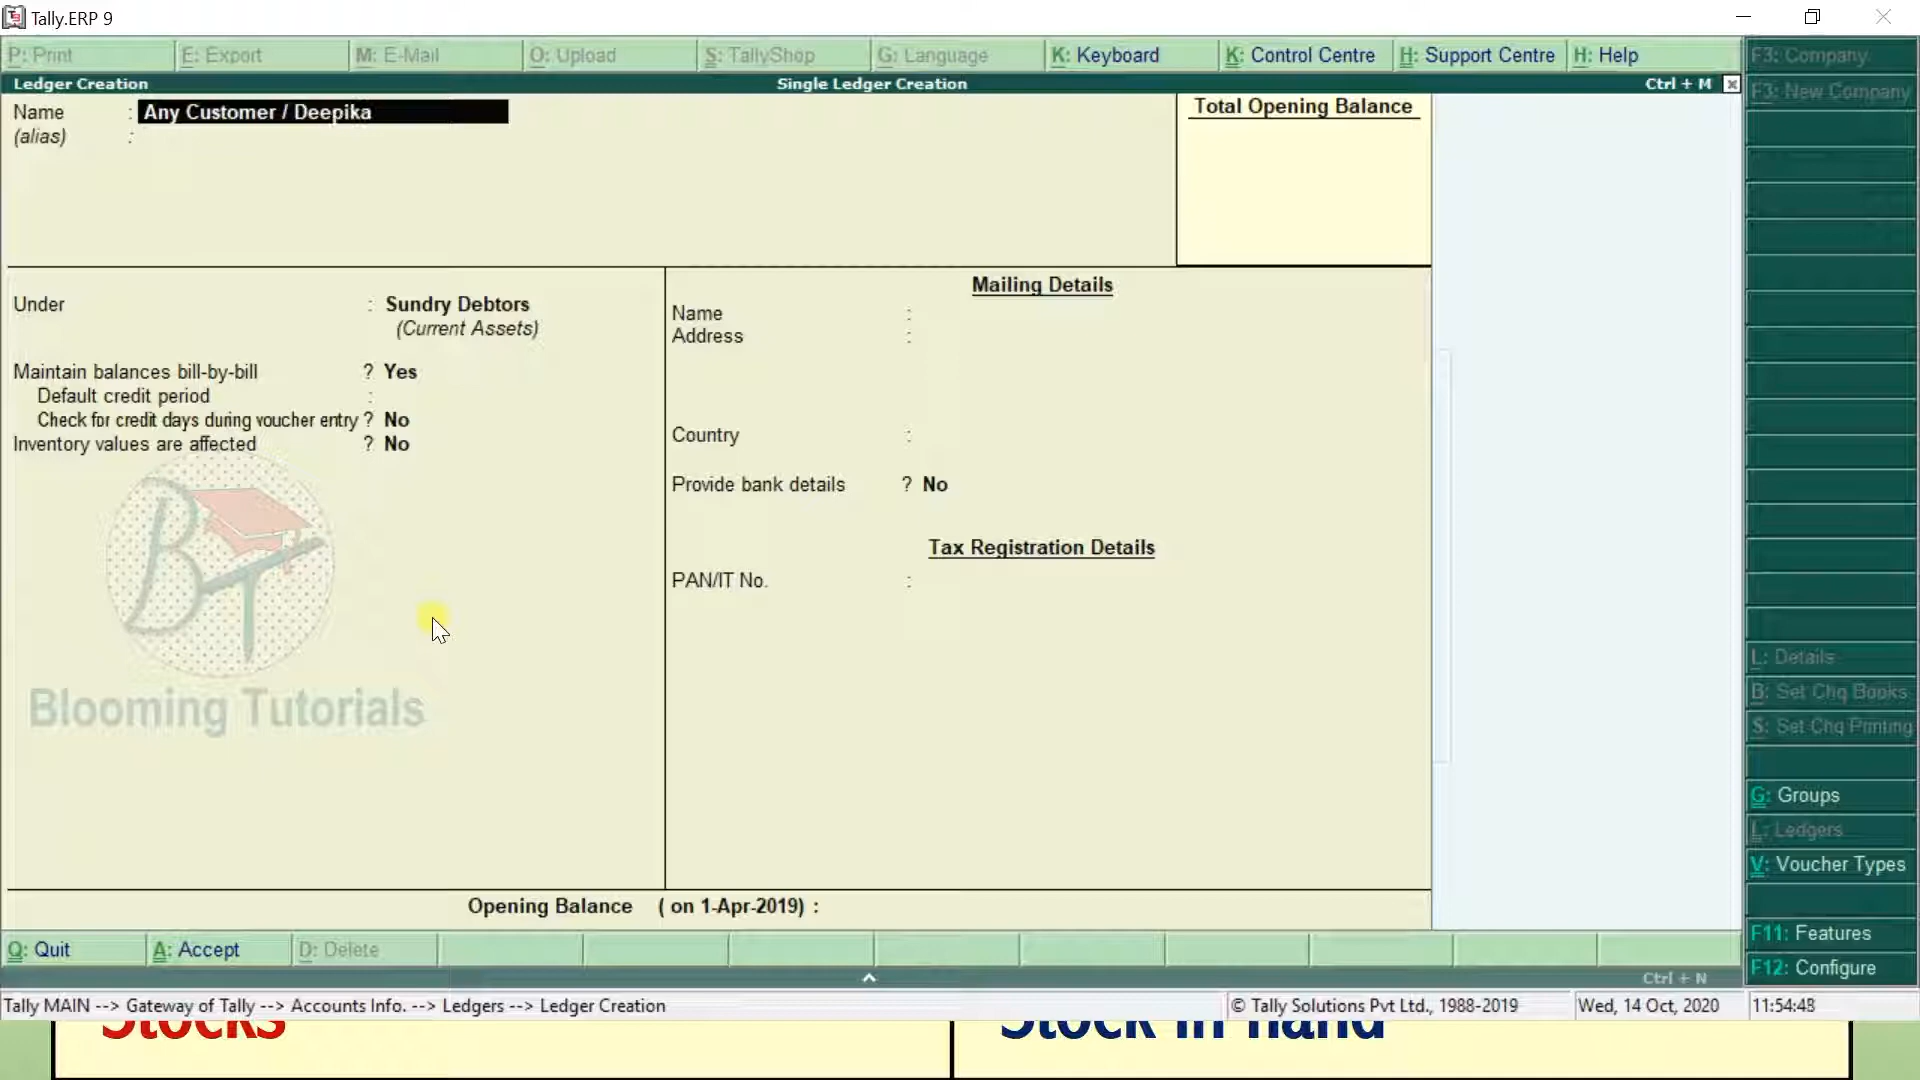 Tally.ERP 9
P: Print
E: Export
M: E-Mail
O: Upload
S: TallyShop
G: Language
K: Keyboard
K: Control Centre
H: Support Centre
H: Help
F3: Company
Ledger Creation
Single Ledger Creation
Ctrl + M
F3: New Company
Name : Any Customer / Deepika
(alias) :
Total Opening Balance
Under : Sundry Debtors
(Current Assets)
Maintain balances bill-by-bill ? Yes
Default credit period :
Check for credit days during voucher entry ? No
Inventory values are affected ? No
Mailing Details
Name :
Address :
Country :
Provide bank details ? No
Tax Registration Details
PAN/IT No. :
BT
Blooming Tutorials
Opening Balance ( on 1-Apr-2019) :
L: Details
B: Set Chq Books
S: Set Chq Printing
G: Groups
L: Ledgers
V: Voucher Types
F11: Features
F12: Configure
Q: Quit
A: Accept
D: Delete
Ctrl + N
Tally MAIN --> Gateway of Tally --> Accounts Info. --> Ledgers --> Ledger Creation
© Tally Solutions Pvt Ltd., 1988-2019
Wed, 14 Oct, 2020
11:54:48
Stocks
Stock in hand